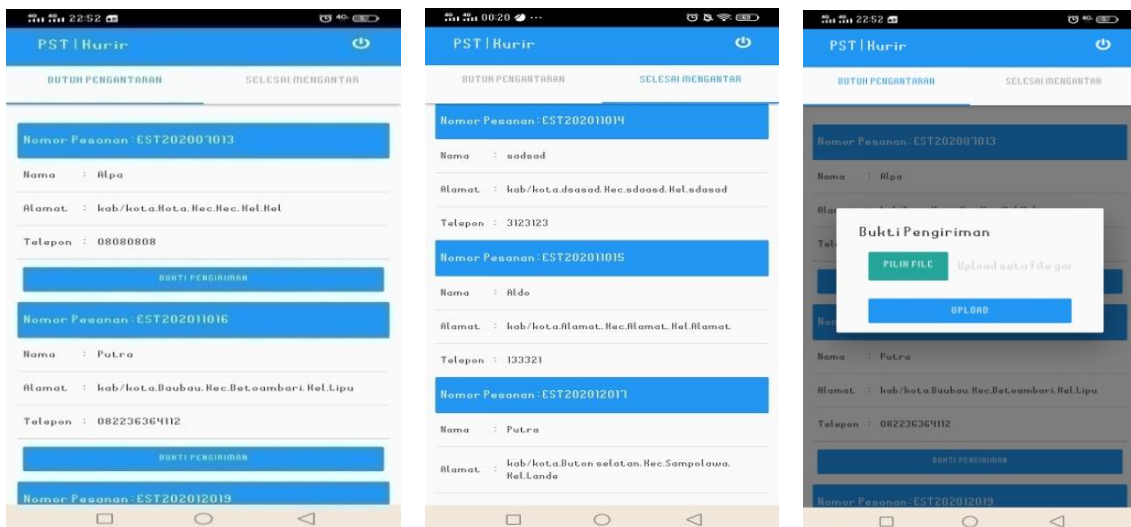 22:52
PST|Kurir
BUTUH PENGANTARAN
SELESAI MENGANTAR
Nomor Pesanan : EST202007013
Nama : Alpa
Alamat : kab/kota.Kota. Kec.Kec. Kel.Kel
Telepon : 08080808
BUKTI PENGIRIMAN
Nomor Pesanan : EST202011016
Nama : Putra
Alamat : kab/kota.Baubau. Kec.Betoambari. Kel.Lipu
Telepon : 082236364112
BUKTI PENGIRIMAN
Nomor Pesanan : EST202012019
00:20
PST|Kurir
BUTUH PENGANTARAN
SELESAI MENGANTAR
Nomor Pesanan : EST202011014
Nama : sadsad
Alamat : kab/kota.dsasad. Kec.sdaasd. Kel.sdasad
Telepon : 3123123
Nomor Pesanan : EST202011015
Nama : Aldo
Alamat : kab/kota.Alamat. Kec.Alamat. Kel.Alamat
Telepon : 133321
Nomor Pesanan : EST202012017
Nama : Putra
Alamat : kab/kota.Buton selatan. Kec.Sampolawa.
Kel.Lande
22:52
PST|Kurir
BUTUH PENGANTARAN
SELESAI MENGANTAR
Nomor Pesanan : EST202007013
Nama : Alpa
Bukti Pengiriman
PILIH FILE
Upload satu File gar
UPLOAD
Nama : Putra
Alamat : kab/kota.Baubau. Kec.Betoambari. Kel.Lipu
Telepon : 082236364112
BUKTI PENGIRIMAN
Nomor Pesanan : EST202012019